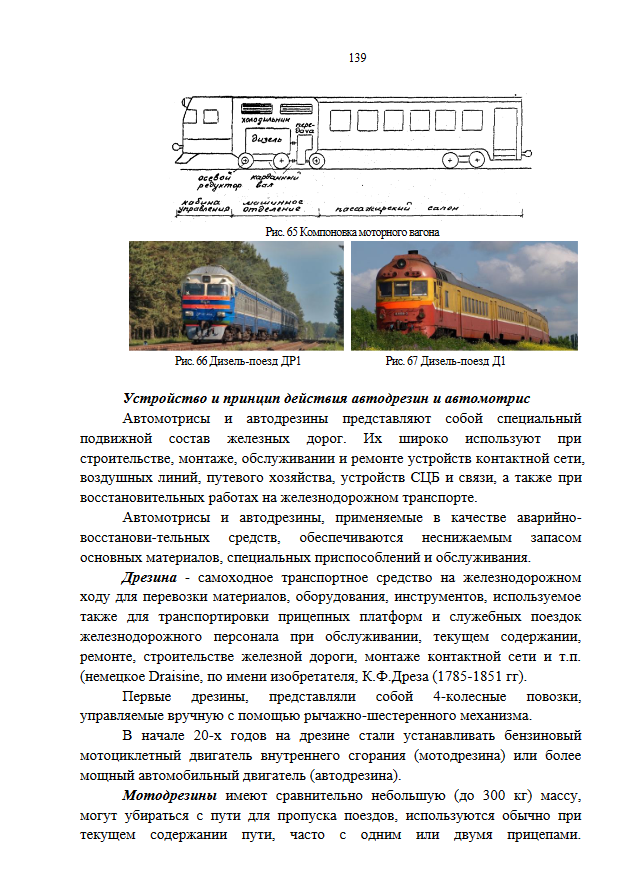 139
холодильник
пере-
дача
дизель
осевой карданный
редуктор вал
кабина машинное пассажирский салон
управления отделение
Рис. 65 Компоновка моторного вагона
Рис. 66 Дизель-поезд ДР1 Рис. 67 Дизель-поезд Д1
Устройство и принцип действия автодрезин и автомотрис
Автомотрисы и автодрезины представляют собой специальный
подвижной состав железных дорог. Их широко используют при
строительстве, монтаже, обслуживании и ремонте устройств контактной сети,
воздушных линий, путевого хозяйства, устройств СЦБ и связи, а также при
восстановительных работах на железнодорожном транспорте.
Автомотрисы и автодрезины, применяемые в качестве аварийно-
восстанови-тельных средств, обеспечиваются неснижаемым запасом
основных материалов, специальных приспособлений и обслуживания.
Дрезина - самоходное транспортное средство на железнодорожном
ходу для перевозки материалов, оборудования, инструментов, используемое
также для транспортировки прицепных платформ и служебных поездок
железнодорожного персонала при обслуживании, текущем содержании,
ремонте, строительстве железной дороги, монтаже контактной сети и т.п.
(немецкое Draisine, по имени изобретателя, К.Ф.Дреза (1785-1851 гг).
Первые дрезины, представляли собой 4-колесные повозки,
управляемые вручную с помощью рычажно-шестеренного механизма.
В начале 20-х годов на дрезине стали устанавливать бензиновый
мотоциклетный двигатель внутреннего сгорания (мотодрезина) или более
мощный автомобильный двигатель (автодрезина).
Мотодрезины имеют сравнительно небольшую (до 300 кг) массу,
могут убираться с пути для пропуска поездов, используются обычно при
текущем содержании пути, часто с одним или двумя прицепами.